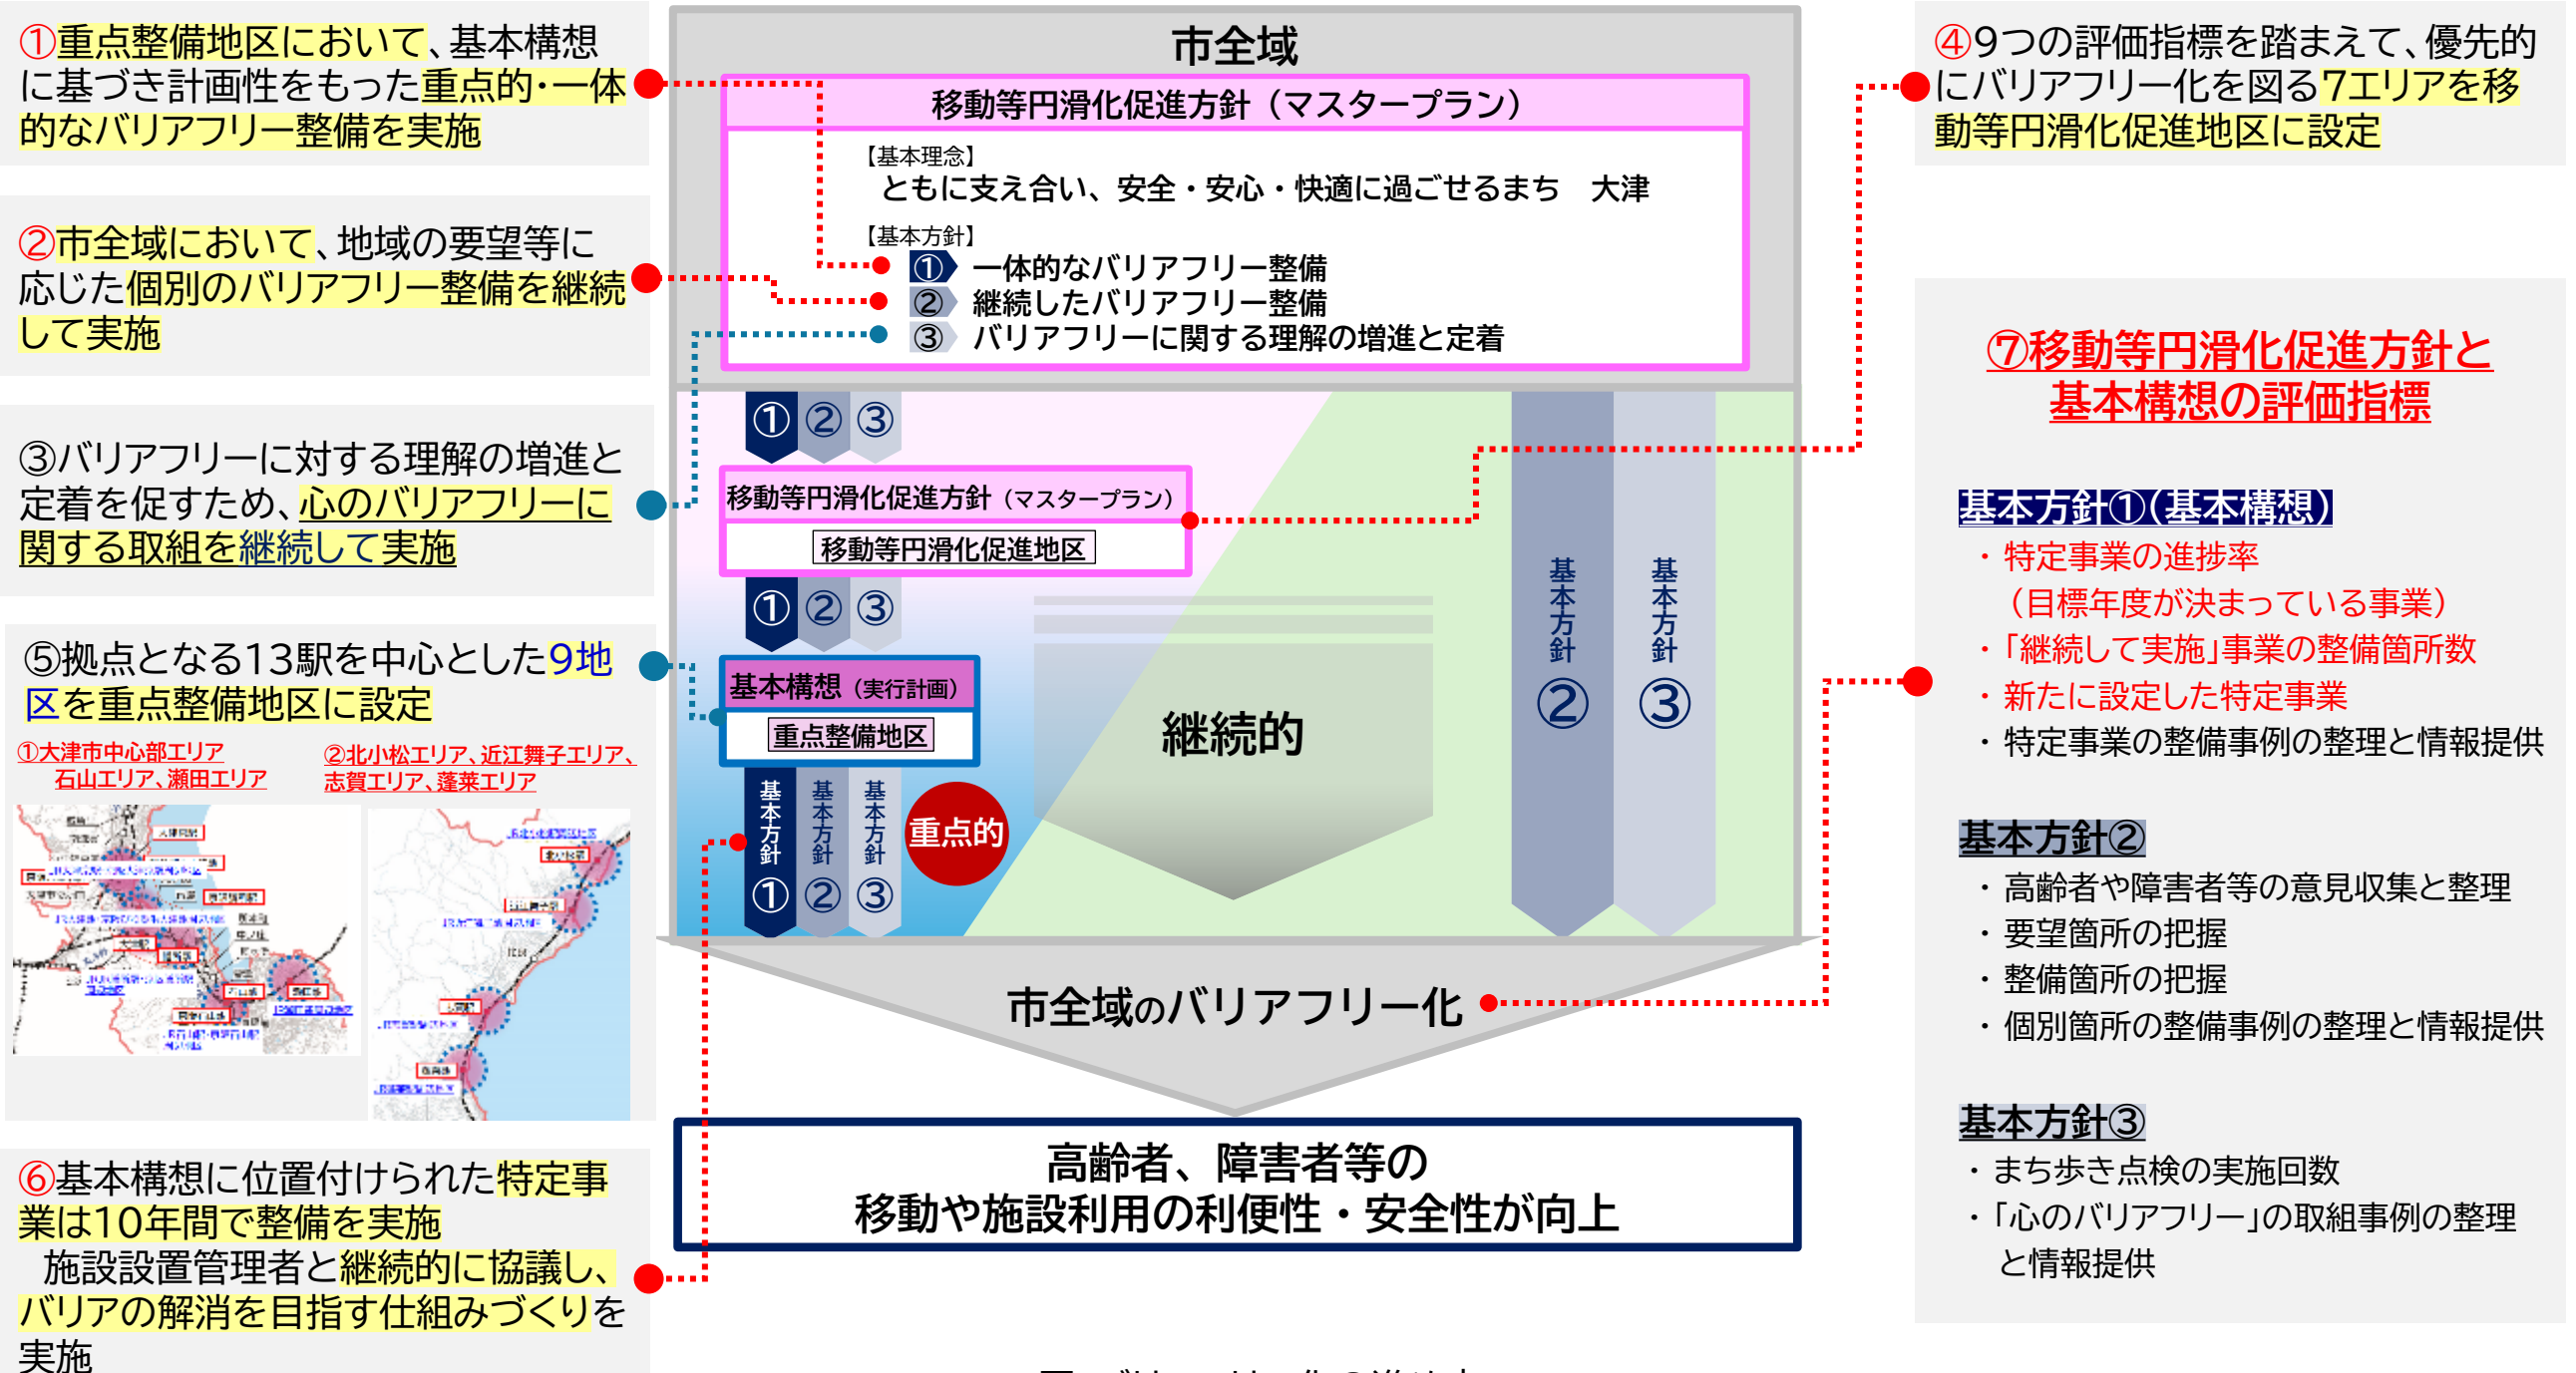 ①重点整備地区において、基本構想
に基づき計画性をもった重点的・一体
的なバリアフリー整備を実施
②市全域において、地域の要望等に
応じた個別のバリアフリー整備を継続
して実施
③バリアフリーに対する理解の増進と
定着を促すため、心のバリアフリーに
関する取組を継続して実施
⑤拠点となる13駅を中心とした9地
区を重点整備地区に設定
①大津市中心部エリア
石山エリア、瀬田エリア
②北小松エリア、近江舞子エリア、
志賀エリア、蓬莱エリア
⑥基本構想に位置付けられた特定事
業は10年間で整備を実施
施設設置管理者と継続的に協議し、
バリアの解消を目指す仕組みづくりを
実施
市全域
移動等円滑化促進方針（マスタープラン）
【基本理念】
ともに支え合い、安全・安心・快適に過ごせるまち　大津
【基本方針】
① 一体的なバリアフリー整備
② 継続したバリアフリー整備
③ バリアフリーに関する理解の増進と定着
① ② ③
移動等円滑化促進方針（マスタープラン）
移動等円滑化促進地区
① ② ③
基本構想（実行計画）
重点整備地区
基本方針①
基本方針②
基本方針③
重点的
継続的
基本方針②
基本方針③
市全域のバリアフリー化
高齢者、障害者等の
移動や施設利用の利便性・安全性が向上
④9つの評価指標を踏まえて、優先的
にバリアフリー化を図る7エリアを移
動等円滑化促進地区に設定
⑦移動等円滑化促進方針と
基本構想の評価指標
基本方針①（基本構想）
・特定事業の進捗率
（目標年度が決まっている事業）
・「継続して実施」事業の整備箇所数
・新たに設定した特定事業
・特定事業の整備事例の整理と情報提供
基本方針②
・高齢者や障害者等の意見収集と整理
・要望箇所の把握
・整備箇所の把握
・個別箇所の整備事例の整理と情報提供
基本方針③
・まち歩き点検の実施回数
・「心のバリアフリー」の取組事例の整理
と情報提供